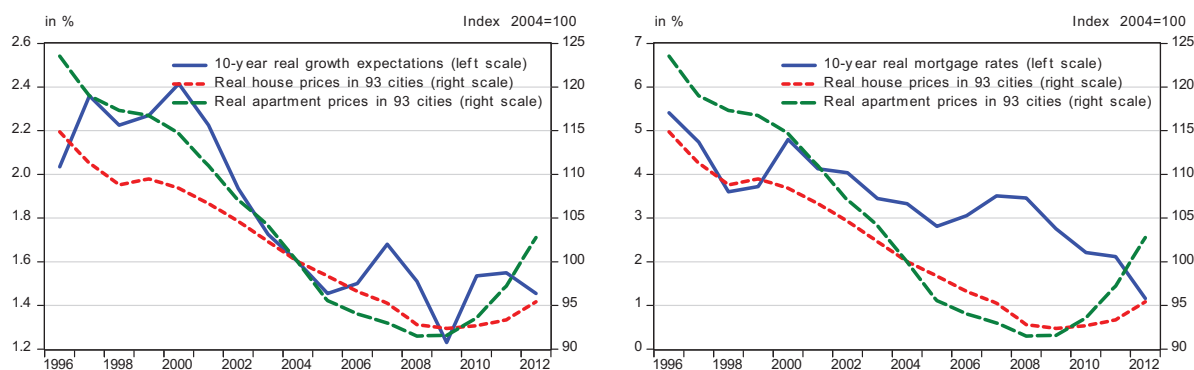 in %
Index 2004=100
2.6
2.4
2.2
2.0
1.8
1.6
1.4
1.2
125
120
115
110
105
100
95
90
10-year real growth expectations (left scale)
Real house prices in 93 cities (right scale)
Real apartment prices in 93 cities (right scale)
1996 1998 2000 2002 2004 2006 2008 2010 2012
in %
Index 2004=100
7
6
5
4
3
2
1
0
125
120
115
110
105
100
95
90
10-year real mortgage rates (left scale)
Real house prices in 93 cities (right scale)
Real apartment prices in 93 cities (right scale)
1996 1998 2000 2002 2004 2006 2008 2010 2012